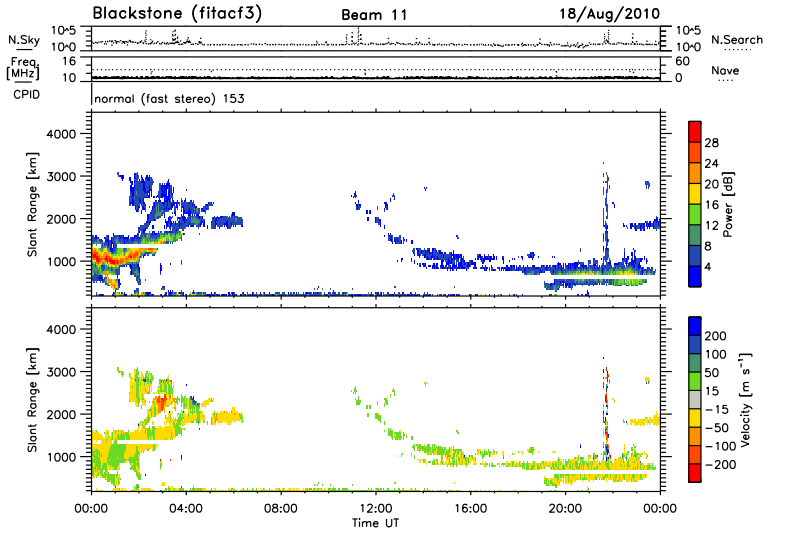 Blackstone (fitacf3) Beam 11 18/Aug/2010
10^5 10^5
N.Sky N.Search
10^0 10^0
Freq. 16 60
[MHz] Nave
10 0
CPID
normal (fast stereo) 153
4000
3000
2000
1000
Slant Range [km]
28
24
20
16
12
8
4
Power [dB]
4000
3000
2000
1000
Slant Range [km]
200
100
50
15
-15
-50
-100
-200
Velocity [m s⁻¹]
00:00 04:00 08:00 12:00 16:00 20:00 00:00
Time UT